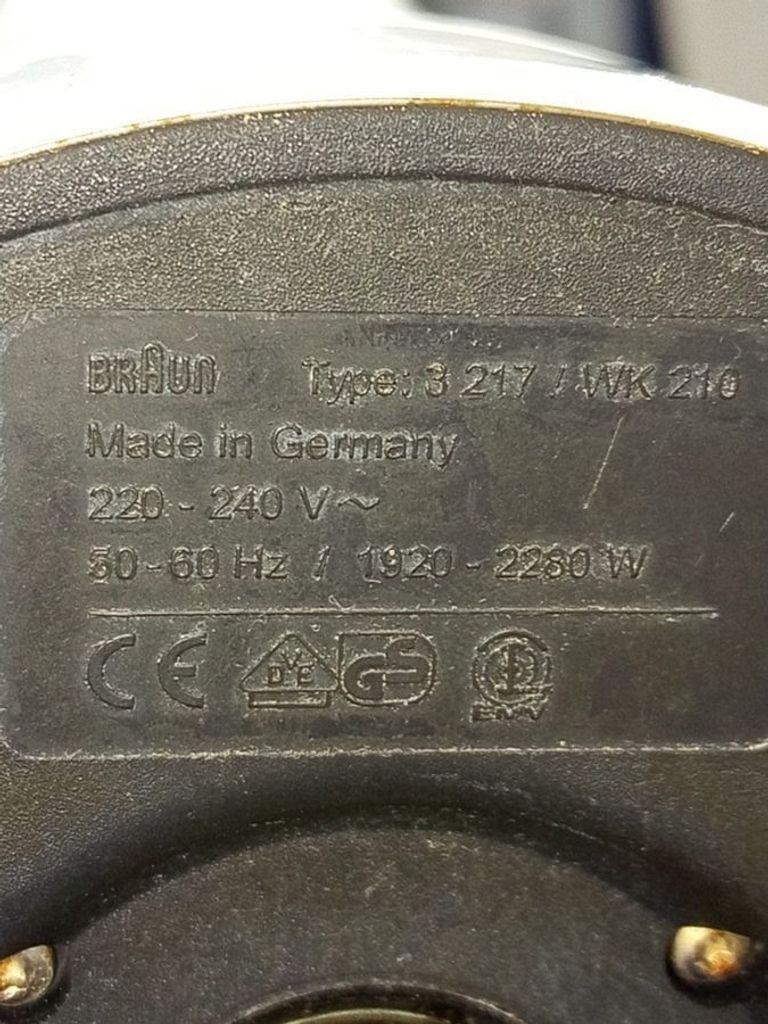 BRAUN Type: 3 217 / WK 210
Made in Germany
220 - 240 V ~
50-60 Hz / 1920 - 2280 W
CE DVE GS
EMV